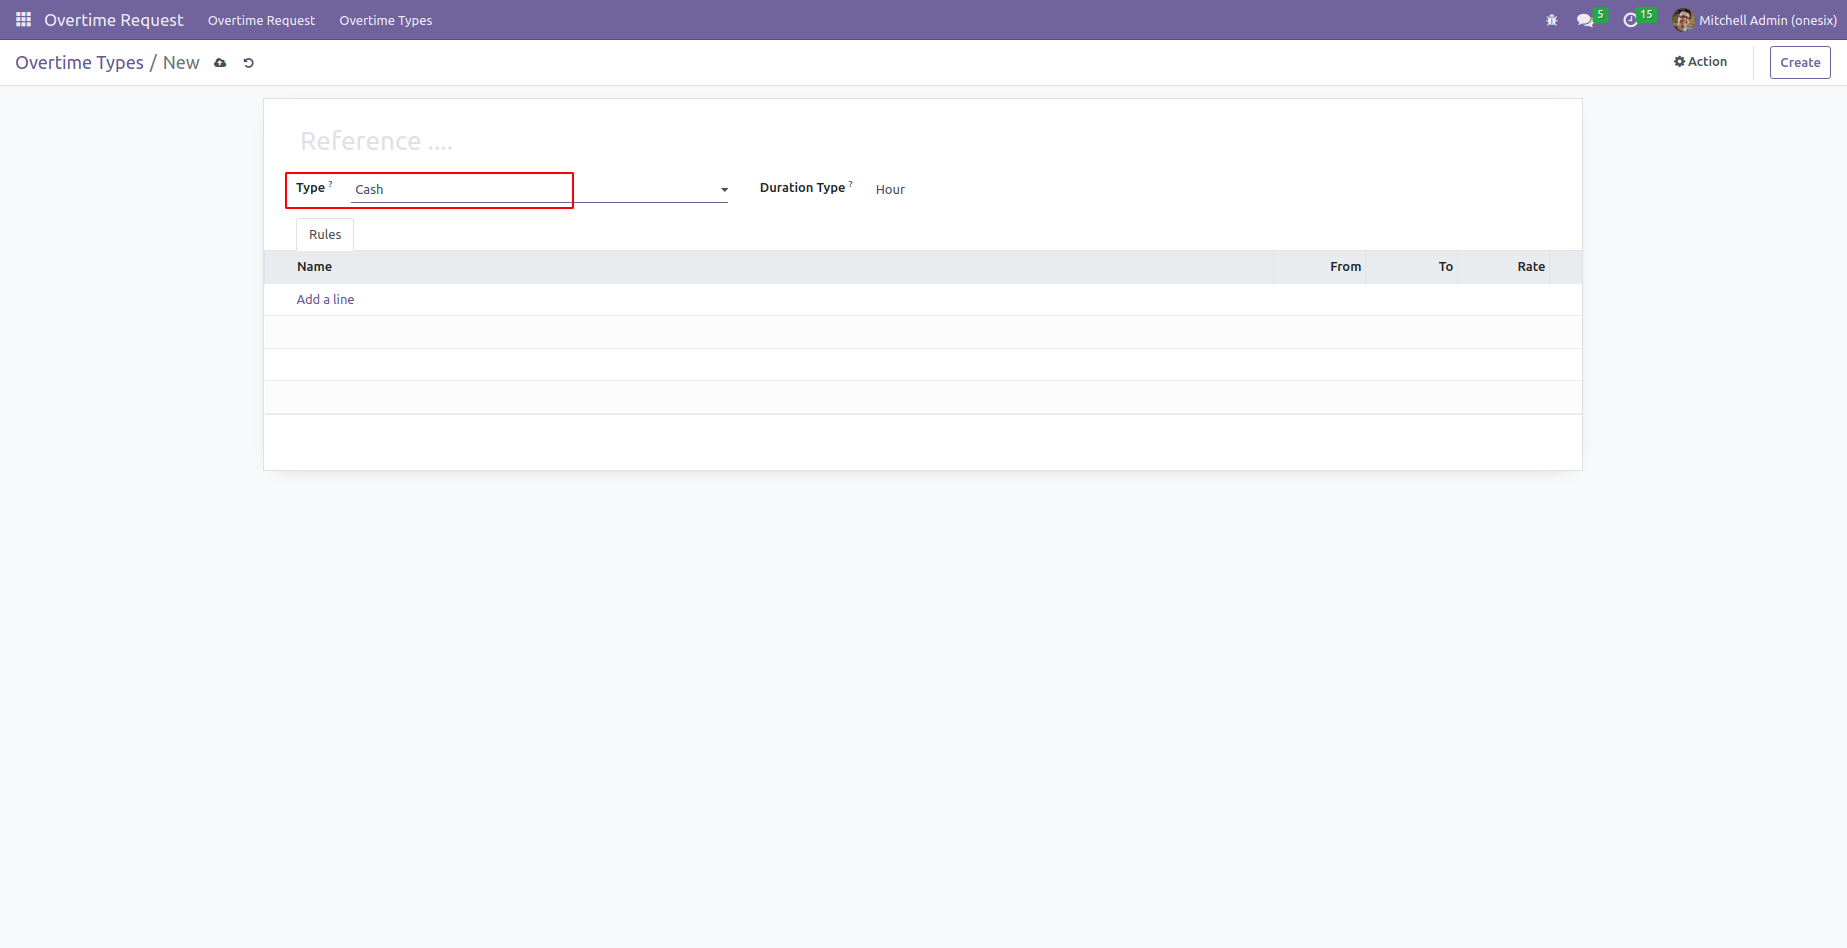 Overtime Request Overtime Request Overtime Types 5 15 Mitchell Admin (onesix)
Overtime Types / New Action Create
Reference ....
Type ? Cash Duration Type ? Hour
Rules
Name From To Rate
Add a line